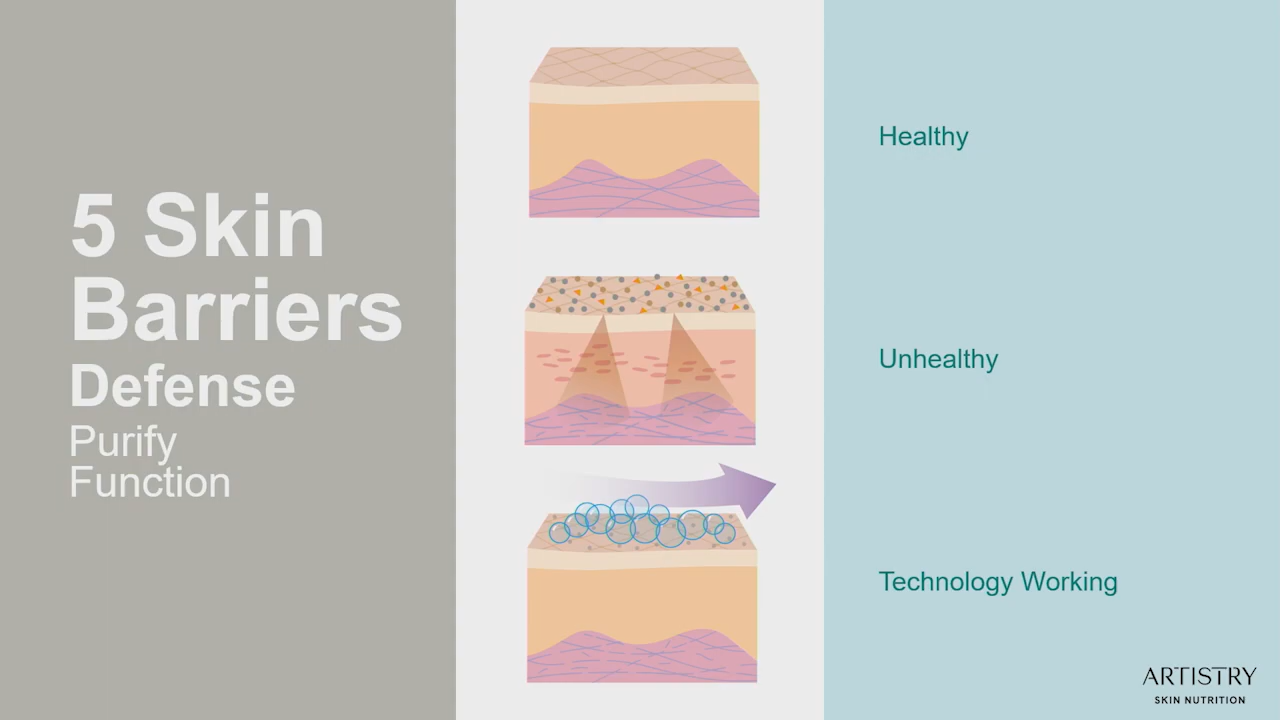 5 Skin
Barriers
Defense
Purify
Function
Healthy
Unhealthy
Technology Working
ARTISTRY
SKIN NUTRITION